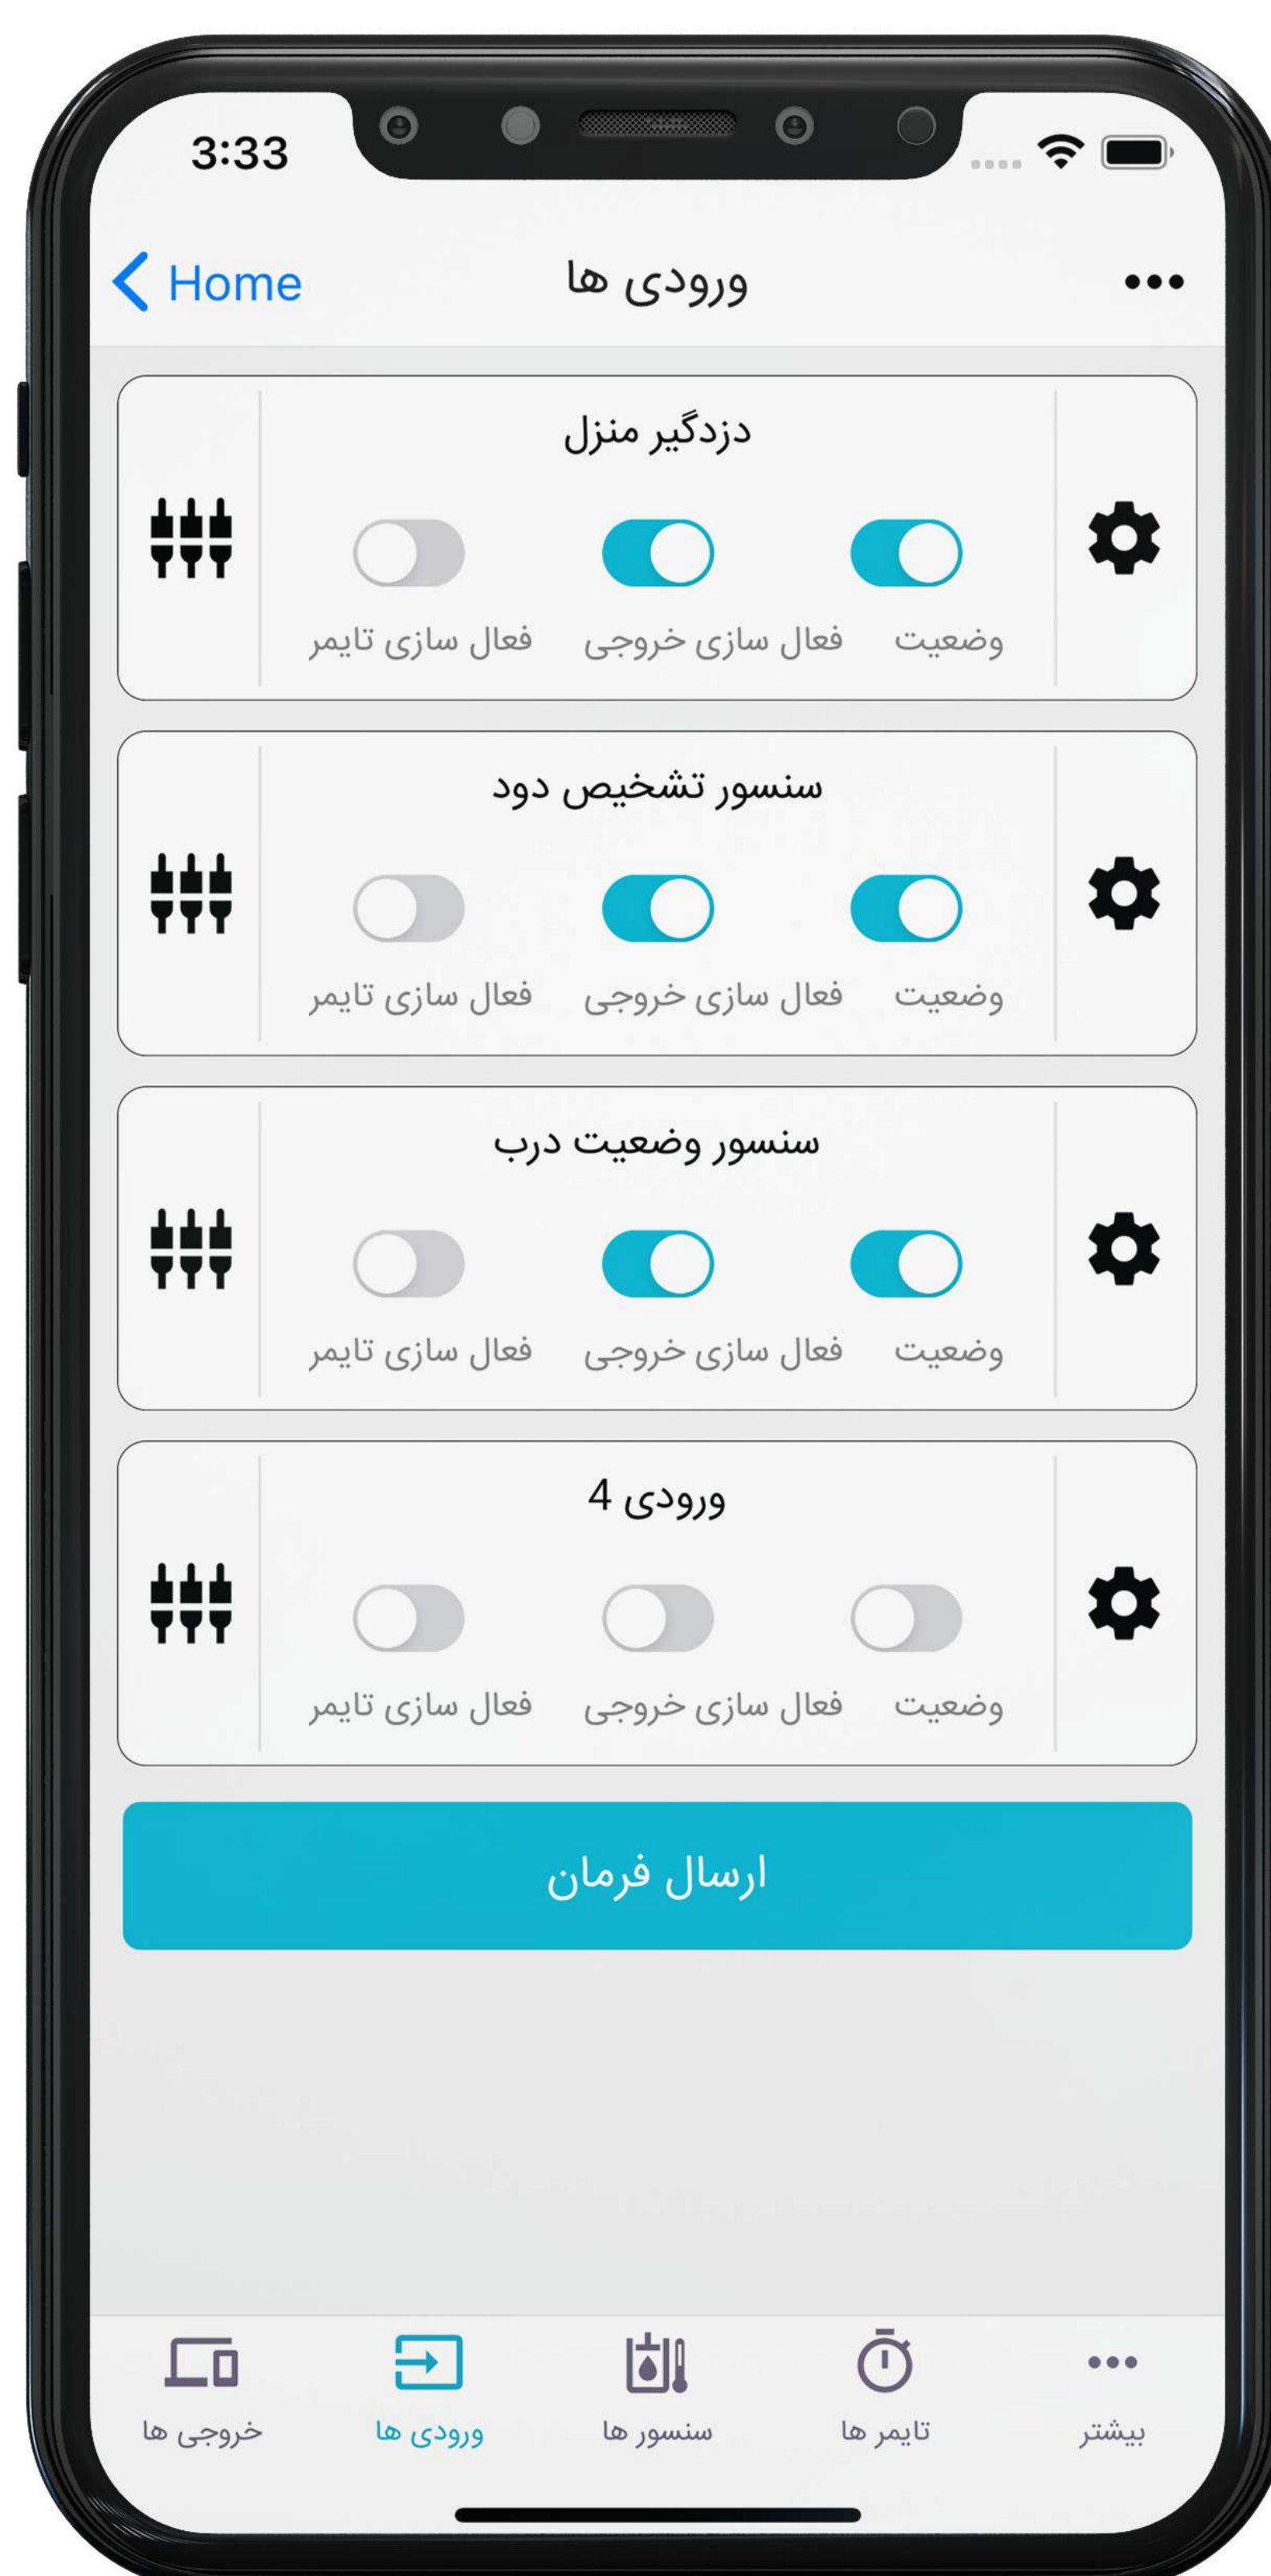 3:33
Home
ورودی ها
دزدگیر منزل
وضعیت فعال سازی خروجی فعال سازی تایمر
سنسور تشخیص دود
وضعیت فعال سازی خروجی فعال سازی تایمر
سنسور وضعیت درب
وضعیت فعال سازی خروجی فعال سازی تایمر
ورودی 4
وضعیت فعال سازی خروجی فعال سازی تایمر
ارسال فرمان
بیشتر تایمر ها سنسور ها ورودی ها خروجی ها